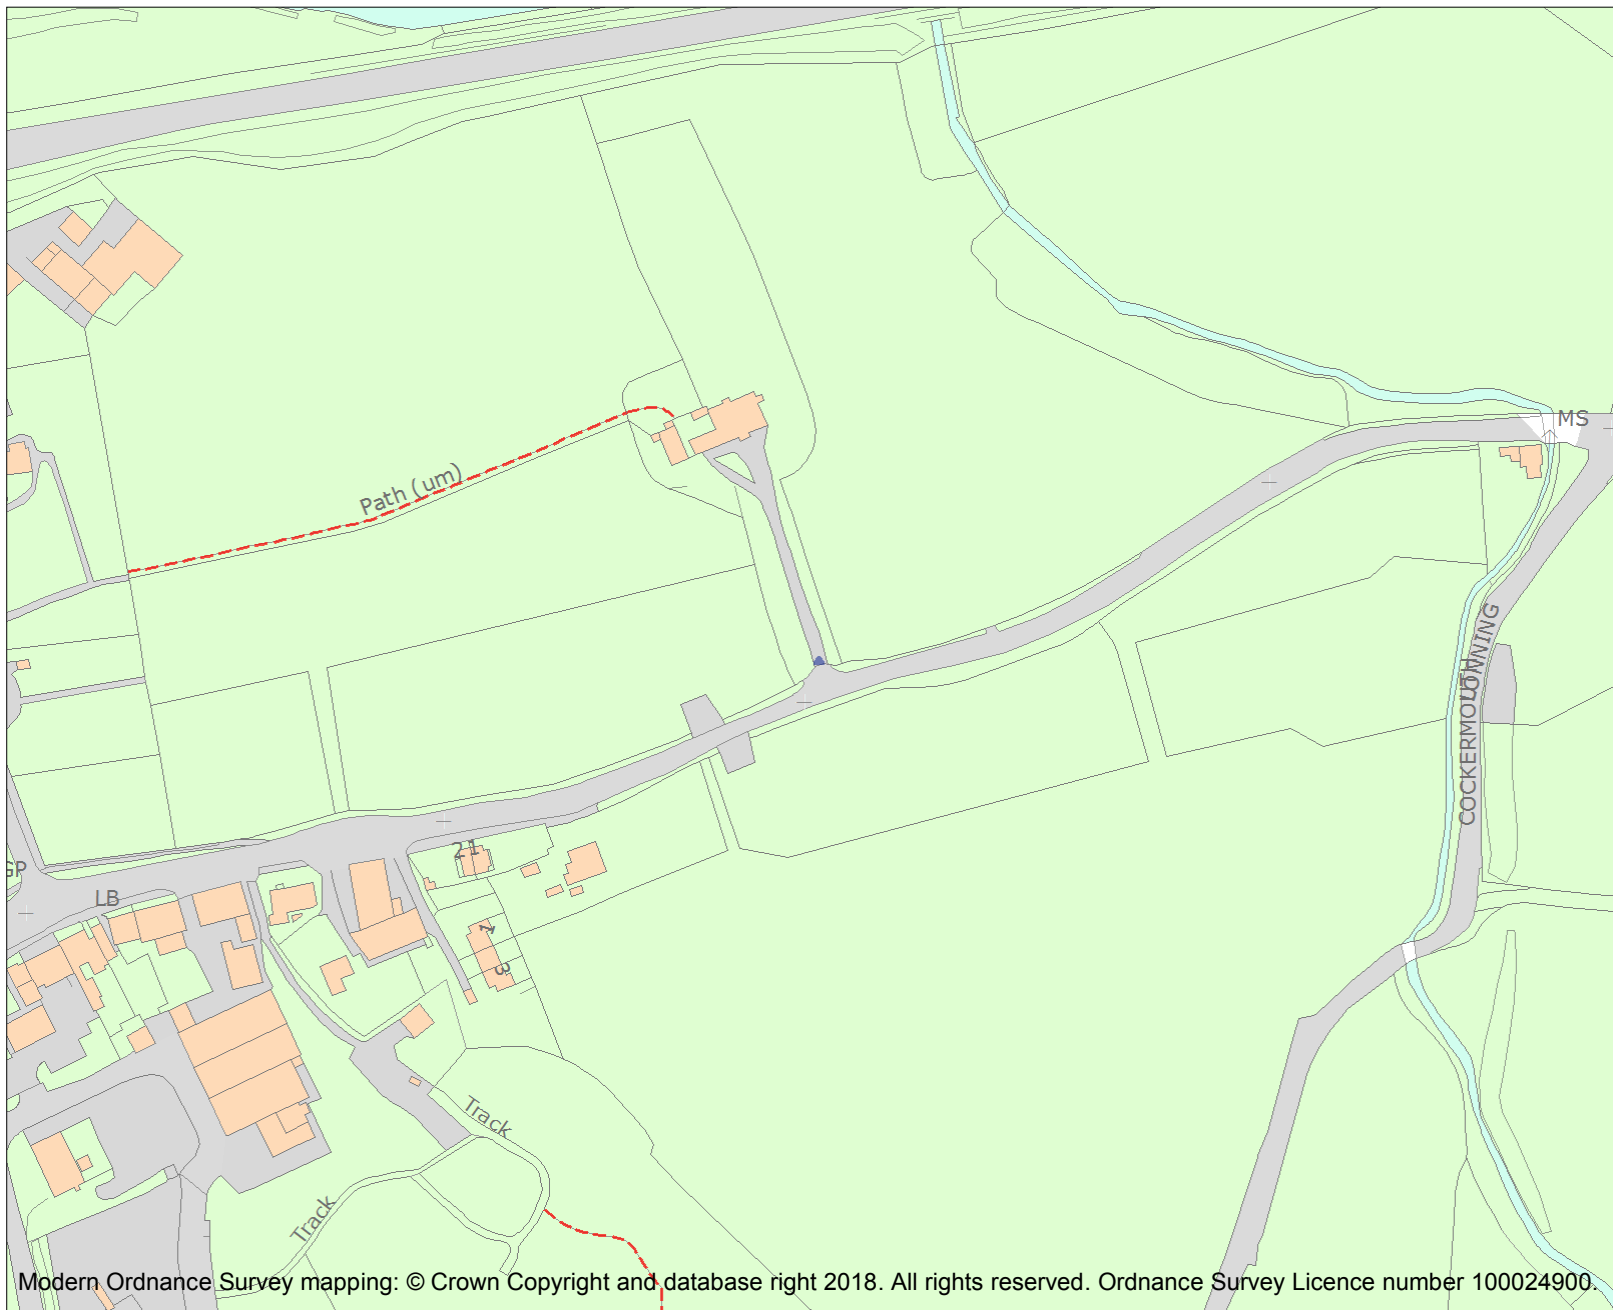 MS
Path (um)
COCKERMOUTH
LONNING
21
GP
LB
1
3
Track
Track
Modern Ordnance Survey mapping: © Crown Copyright and database right 2018. All rights reserved. Ordnance Survey Licence number 100024900.